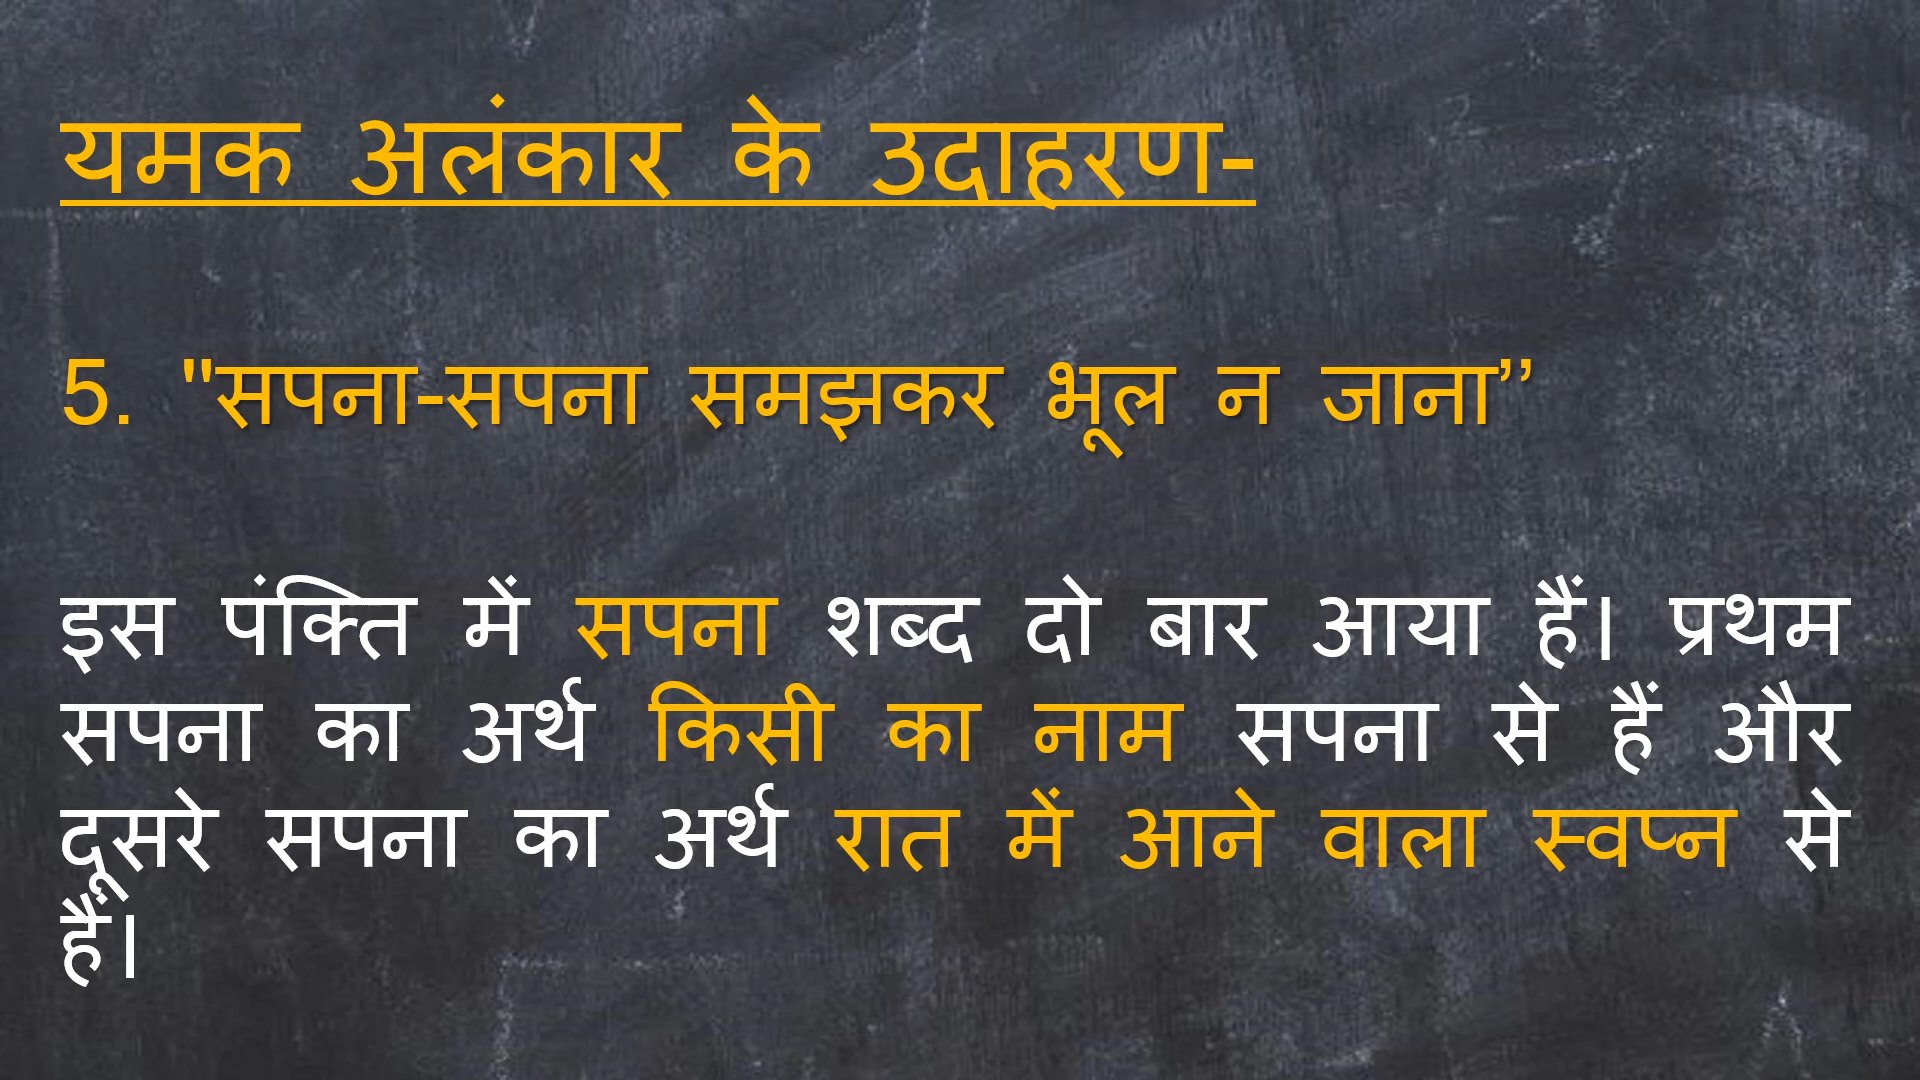 यमक अलंकार के उदाहरण-
5. "सपना-सपना समझकर भूल न जाना’’
इस पंक्ति में सपना शब्द दो बार आया हैं। प्रथम
सपना का अर्थ किसी का नाम सपना से हैं और
दूसरे सपना का अर्थ रात में आने वाला स्वप्न से
हैं।